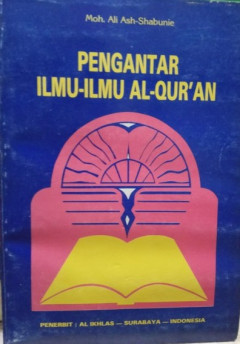 Moh. Ali Ash-Shabunie
PENGANTAR
ILMU-ILMU AL-QUR'AN
PENERBIT : AL IKHLAS — SURABAYA — INDONESIA